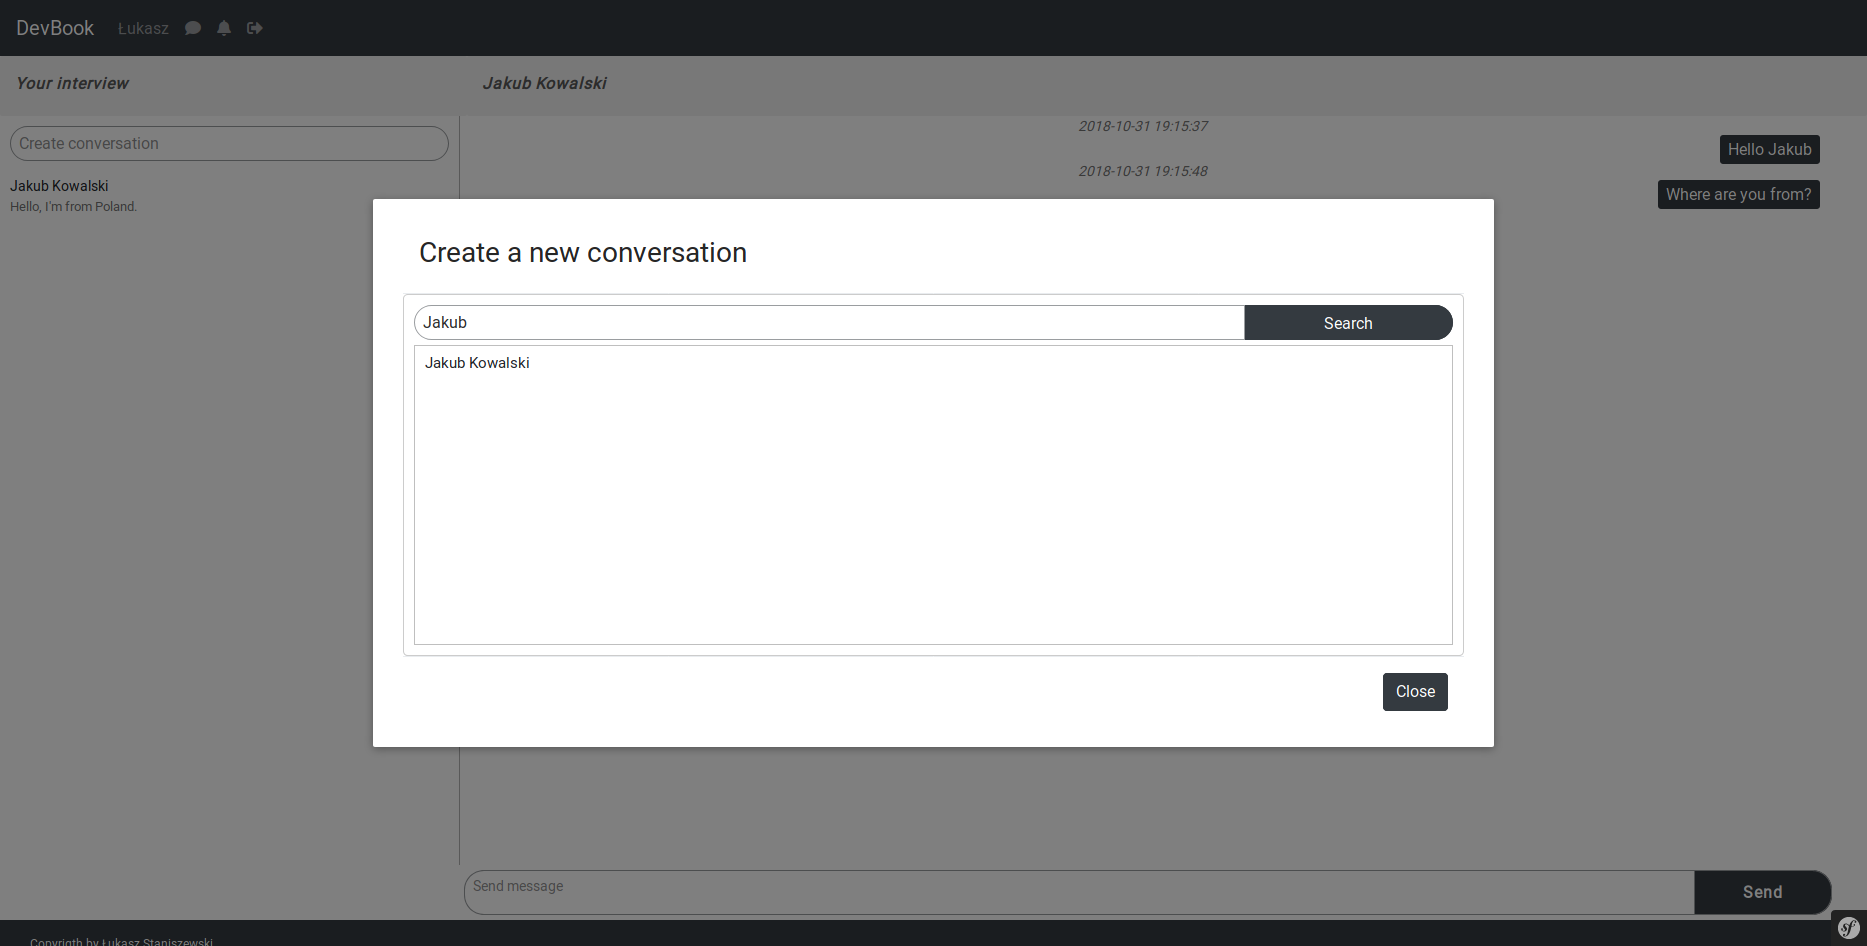 DevBook Łukasz
Your interview
Jakub Kowalski
Create conversation
Jakub Kowalski
Hello, I'm from Poland.
2018-10-31 19:15:37
Hello Jakub
2018-10-31 19:15:48
Where are you from?
Create a new conversation
Jakub
Search
Jakub Kowalski
Close
Send message
Send
Copyrigth by Łukasz Staniszewski
sf